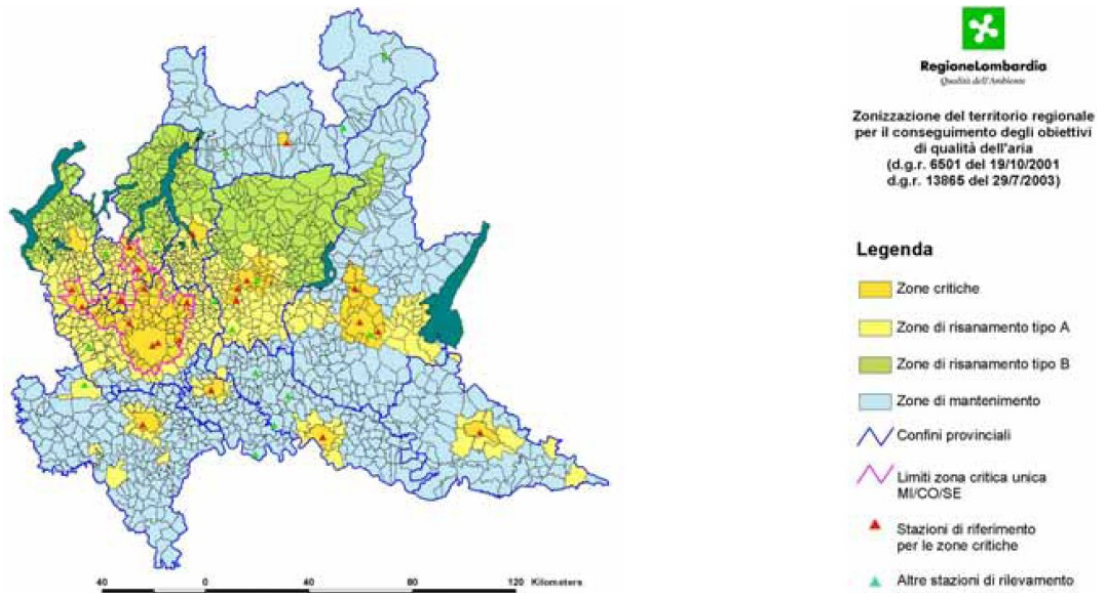 RegioneLombardia
Qualità dell'Ambiente
Zonizzazione del territorio regionale
per il conseguimento degli obiettivi
di qualità dell'aria
(d.g.r. 6501 del 19/10/2001
d.g.r. 13865 del 29/7/2003)
Legenda
Zone critiche
Zone di risanamento tipo A
Zone di risanamento tipo B
Zone di mantenimento
Confini provinciali
Limiti zona critica unica
MI/CO/SE
Stazioni di riferimento
per le zone critiche
Altre stazioni di rilevamento
40 0 40 80 120 Kilometers